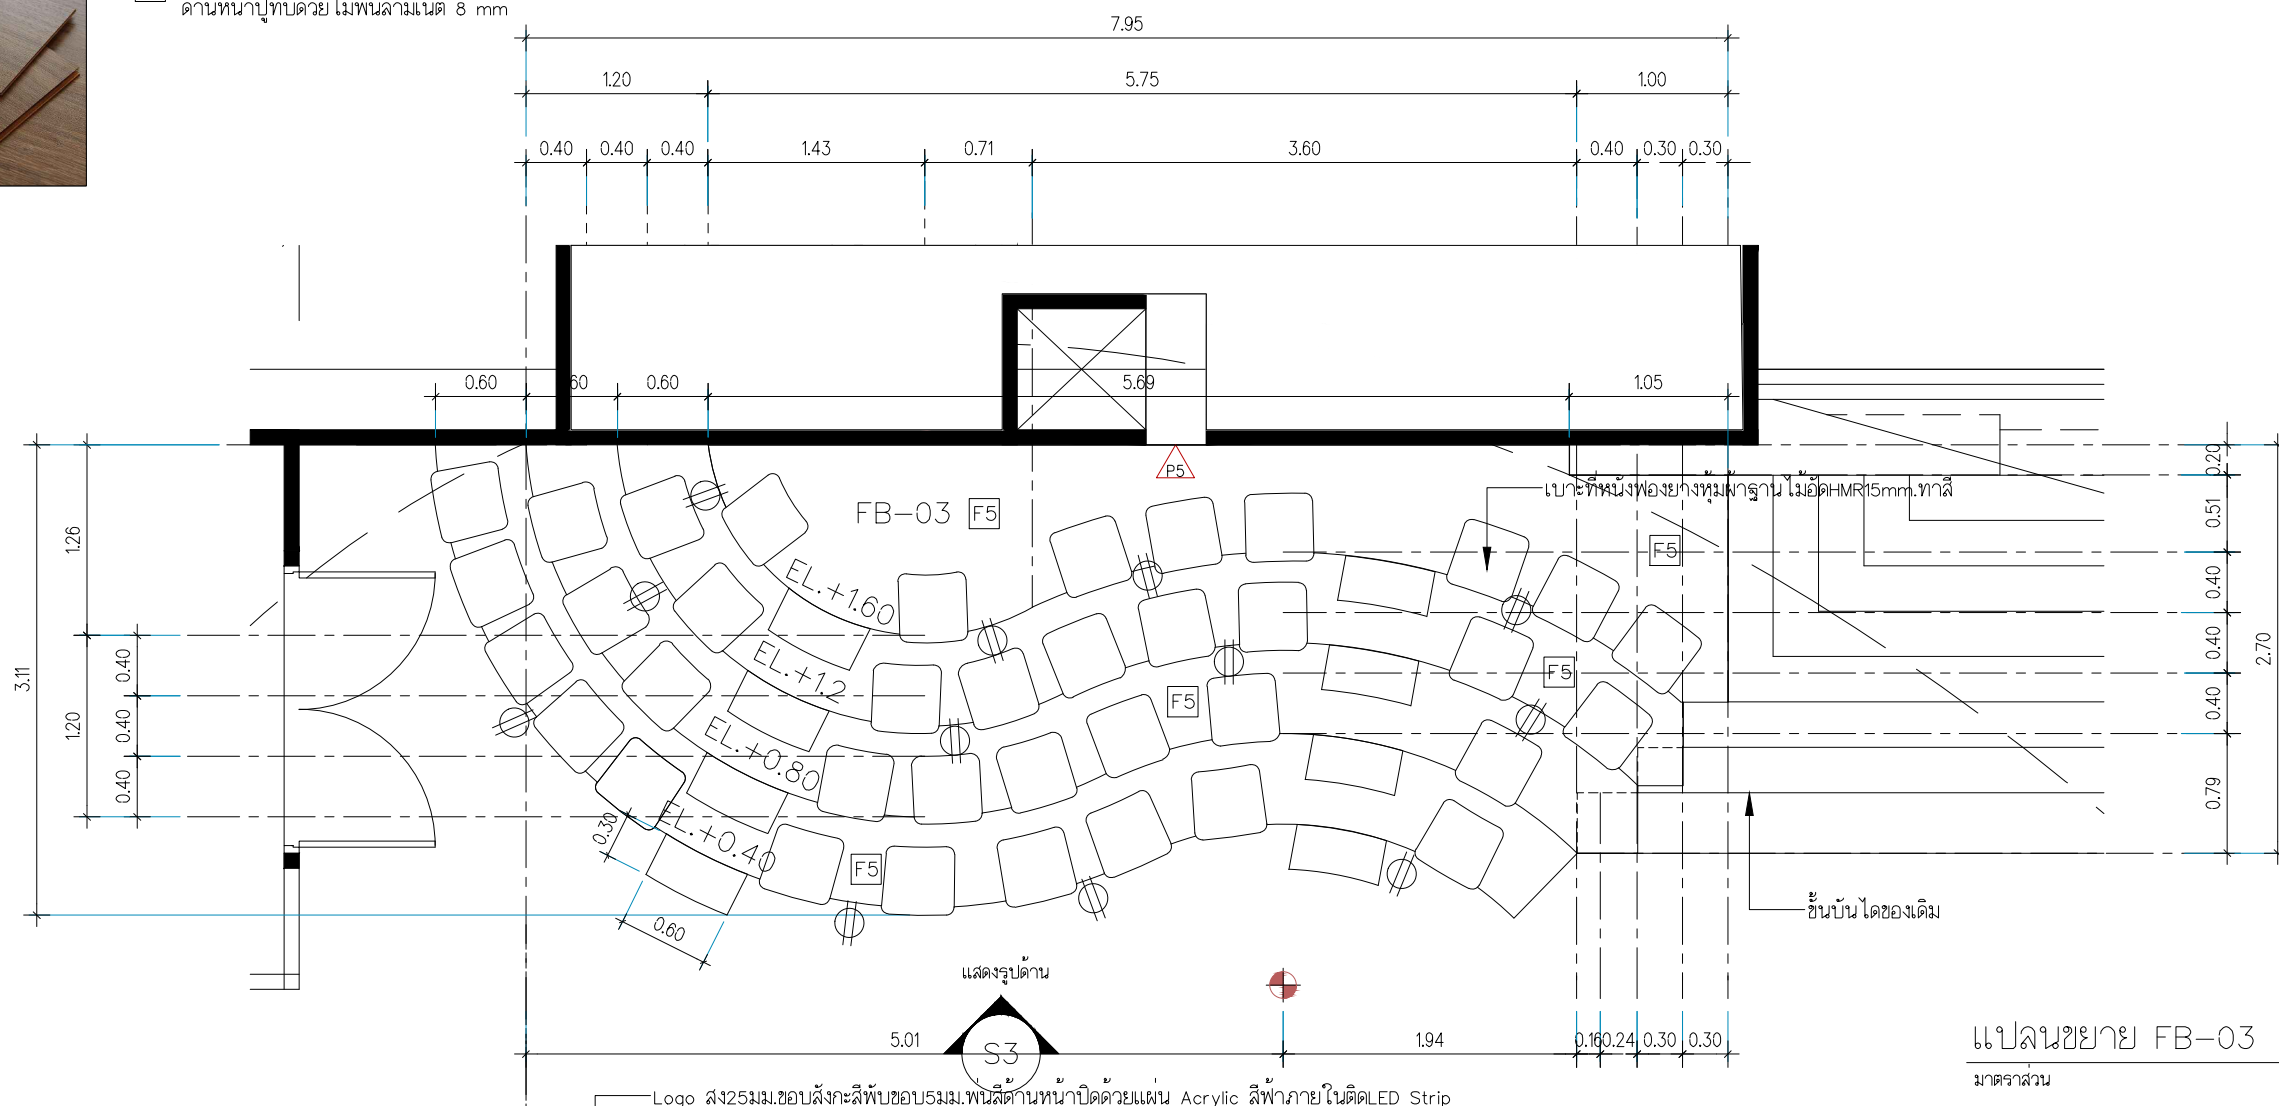 ด้านหน้าปูทับด้วยไม้พื้นลามิเนต 8 mm
7.95
1.20 5.75 1.00
0.40 0.40 0.40 1.43 0.71 3.60 0.40 0.30 0.30
0.60 60 0.60 5.69 1.05
P5
FB-03 F5
เบาะที่หนังฟองยางหุ้มผ้าฐานไม้อัดHMR15mm.ทาสี
F5
EL.+1.60
EL.+1.2
EL.+0.80
EL.+0.40
F5
F5
F5
1.26
3.11
1.20
0.40
0.40
0.40
0.30
0.60
0.20
0.51
0.40
0.40
0.40
0.79
2.70
ขั้นบันไดของเดิม
แสดงรูปด้าน
S3
5.01 1.94 0.16 0.24 0.30 0.30
แปลนขยาย FB-03
มาตราส่วน
Logo สูง25มม.ขอบสังกะสีพับขอบ5มม.พ่นสีด้านหน้าปิดด้วยแผ่น Acrylic สีฟ้าภายในติดLED Strip